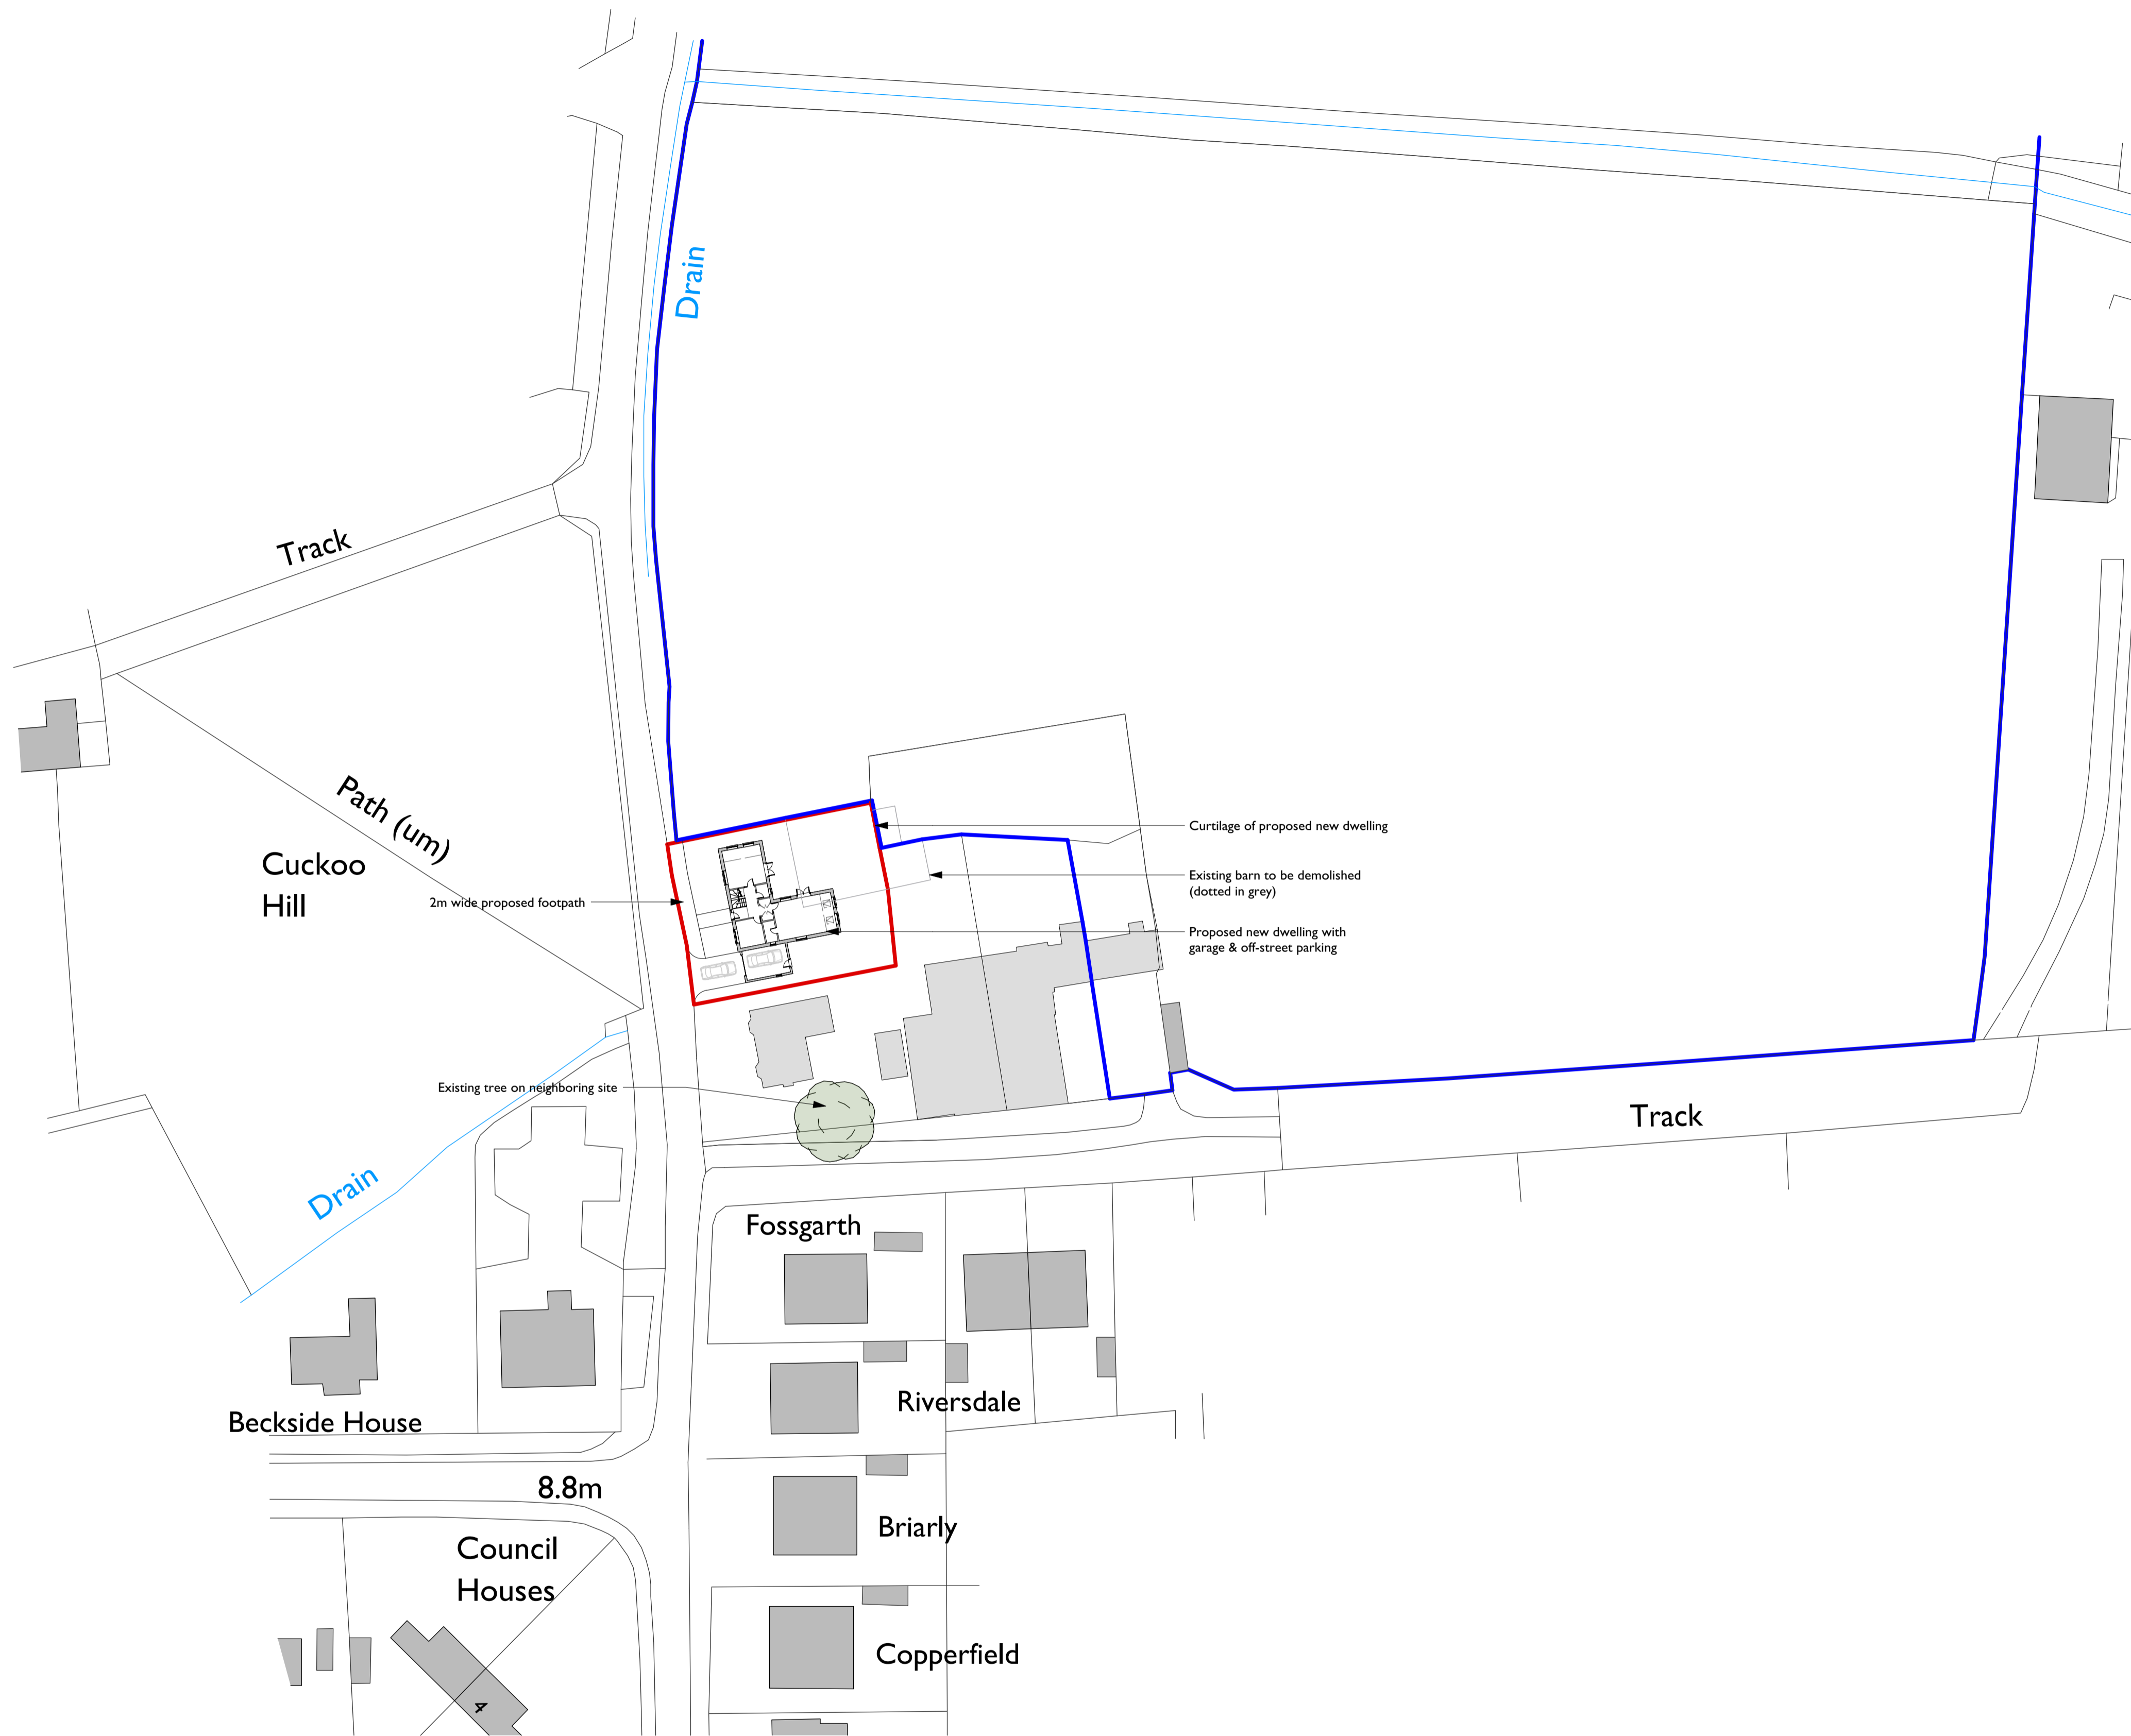 Drain
Track
Path (um)
Cuckoo
Hill
Curtilage of proposed new dwelling
Existing barn to be demolished
(dotted in grey)
2m wide proposed footpath
Proposed new dwelling with
garage & off-street parking
Existing tree on neighboring site
Track
Drain
Fossgarth
Riversdale
Beckside House
8.8m
Briarly
Council
Houses
Copperfield
4